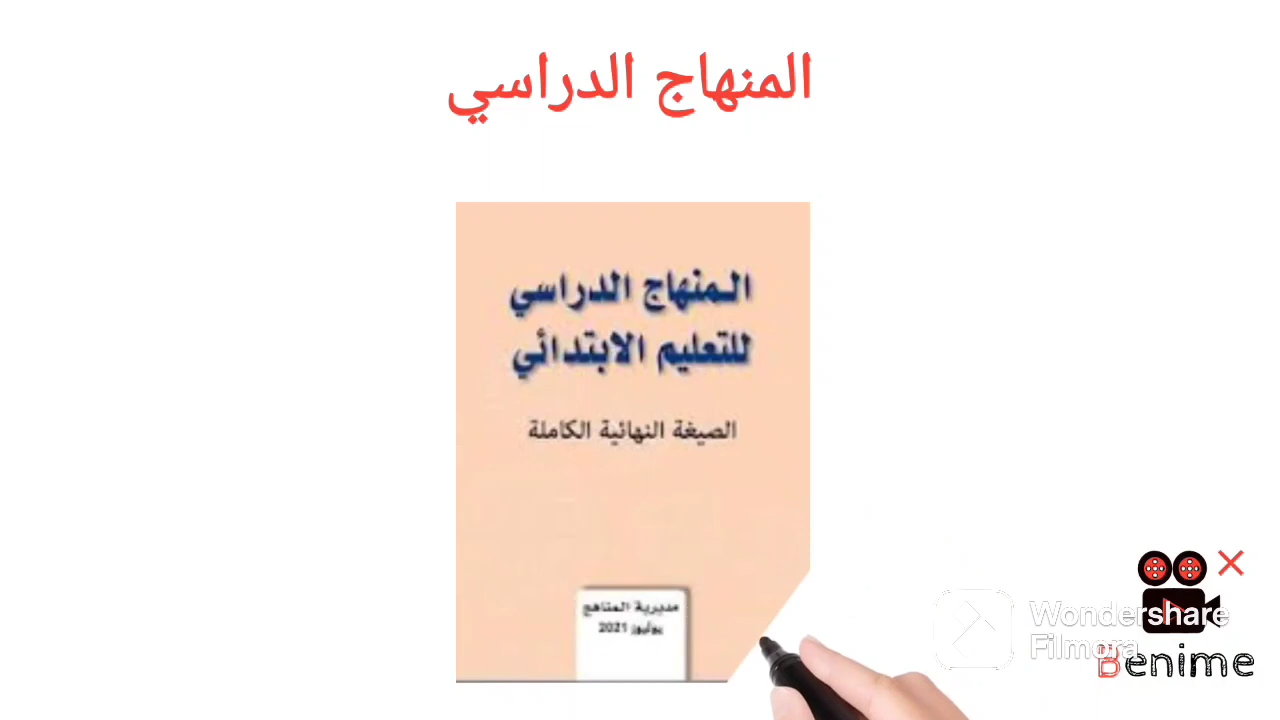 المنهاج الدراسي
المنهاج الدراسي
للتعليم الابتدائي
الصيغة النهائية الكاملة
مديرية المناهج
يوليوز 2021
Wondershare
Filmora
Benime